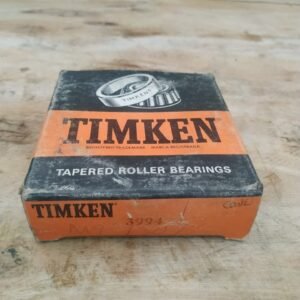 TIMKEN
TIMKEN
REGISTERED TRADEMARK MARCA REGISTRADA
TAPERED ROLLER BEARINGS
TIMKEN
3994